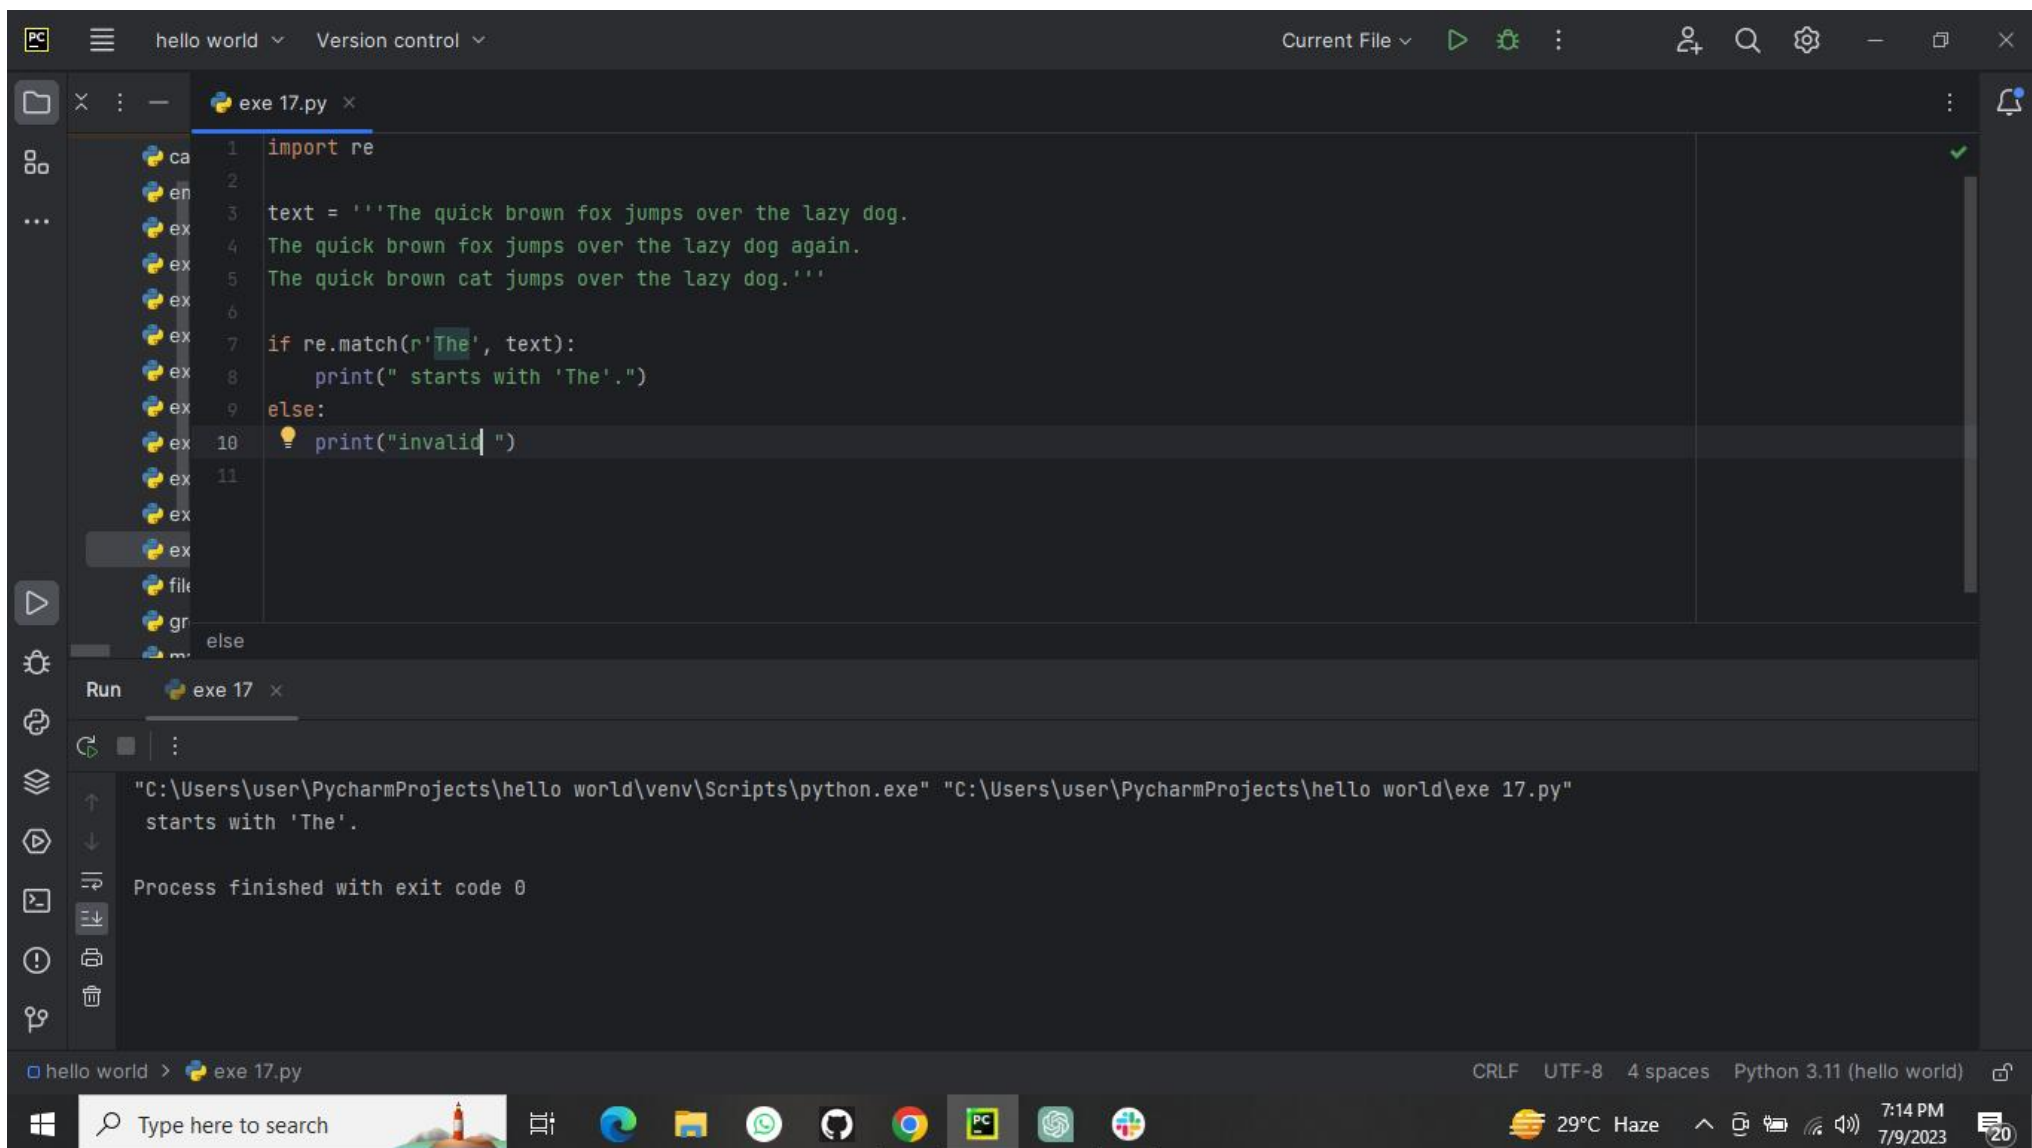 PC hello world Version control Current File
exe 17.py
ca
en
ex
ex
ex
ex
ex
ex
ex
ex
ex
ex
file
gr
1 import re
2
3 text = '''The quick brown fox jumps over the lazy dog.
4 The quick brown fox jumps over the lazy dog again.
5 The quick brown cat jumps over the lazy dog.'''
6
7 if re.match(r'The', text):
8     print(" starts with 'The'.")
9 else:
10     print("invalid ")
11
else
Run exe 17
"C:\Users\user\PycharmProjects\hello world\venv\Scripts\python.exe" "C:\Users\user\PycharmProjects\hello world\exe 17.py"
 starts with 'The'.
Process finished with exit code 0
hello world > exe 17.py CRLF UTF-8 4 spaces Python 3.11 (hello world)
Type here to search PC 29°C Haze 7:14 PM
7/9/2023 20